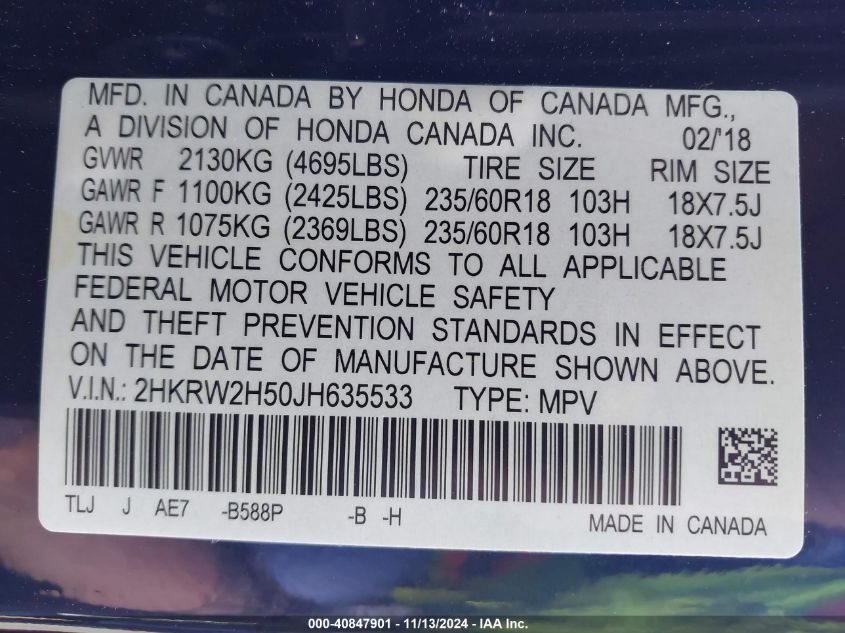 MFD. IN CANADA BY HONDA OF CANADA MFG.,
A DIVISION OF HONDA CANADA INC. 02/'18
GVWR 2130KG (4695LBS) TIRE SIZE RIM SIZE
GAWR F 1100KG (2425LBS) 235/60R18 103H 18X7.5J
GAWR R 1075KG (2369LBS) 235/60R18 103H 18X7.5J
THIS VEHICLE CONFORMS TO ALL APPLICABLE
FEDERAL MOTOR VEHICLE SAFETY
AND THEFT PREVENTION STANDARDS IN EFFECT
ON THE DATE OF MANUFACTURE SHOWN ABOVE.
V.I.N.: 2HKRW2H50JH635533 TYPE: MPV
TLJ J AE7 -B588P -B -H MADE IN CANADA
000-40847901 - 11/13/2024 - IAA Inc.